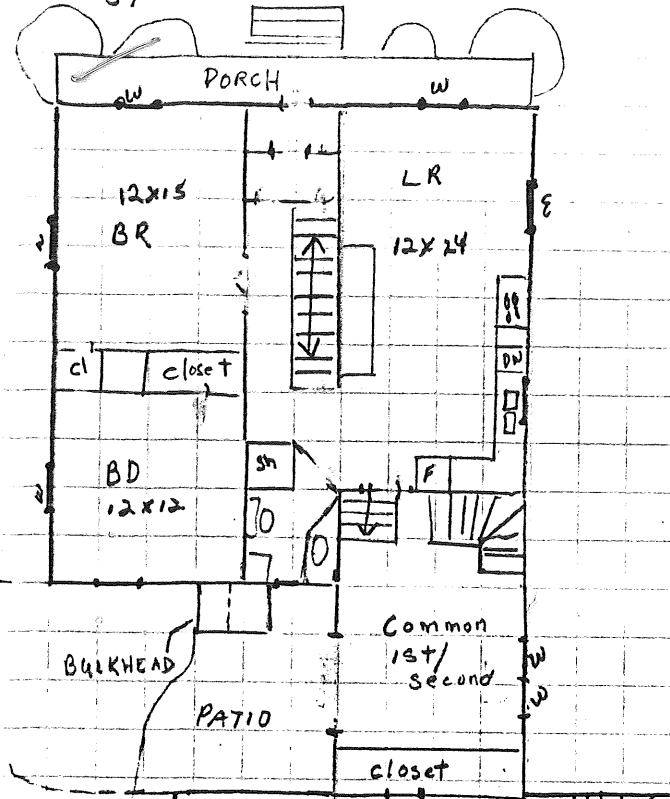 PORCH
W
W
12X15
BR
LR
12X24
W
W
cl
closet
DW
BD
12X12
W
Sh
F
Common
1st/
second
W
W
BULKHEAD
PATIO
closet